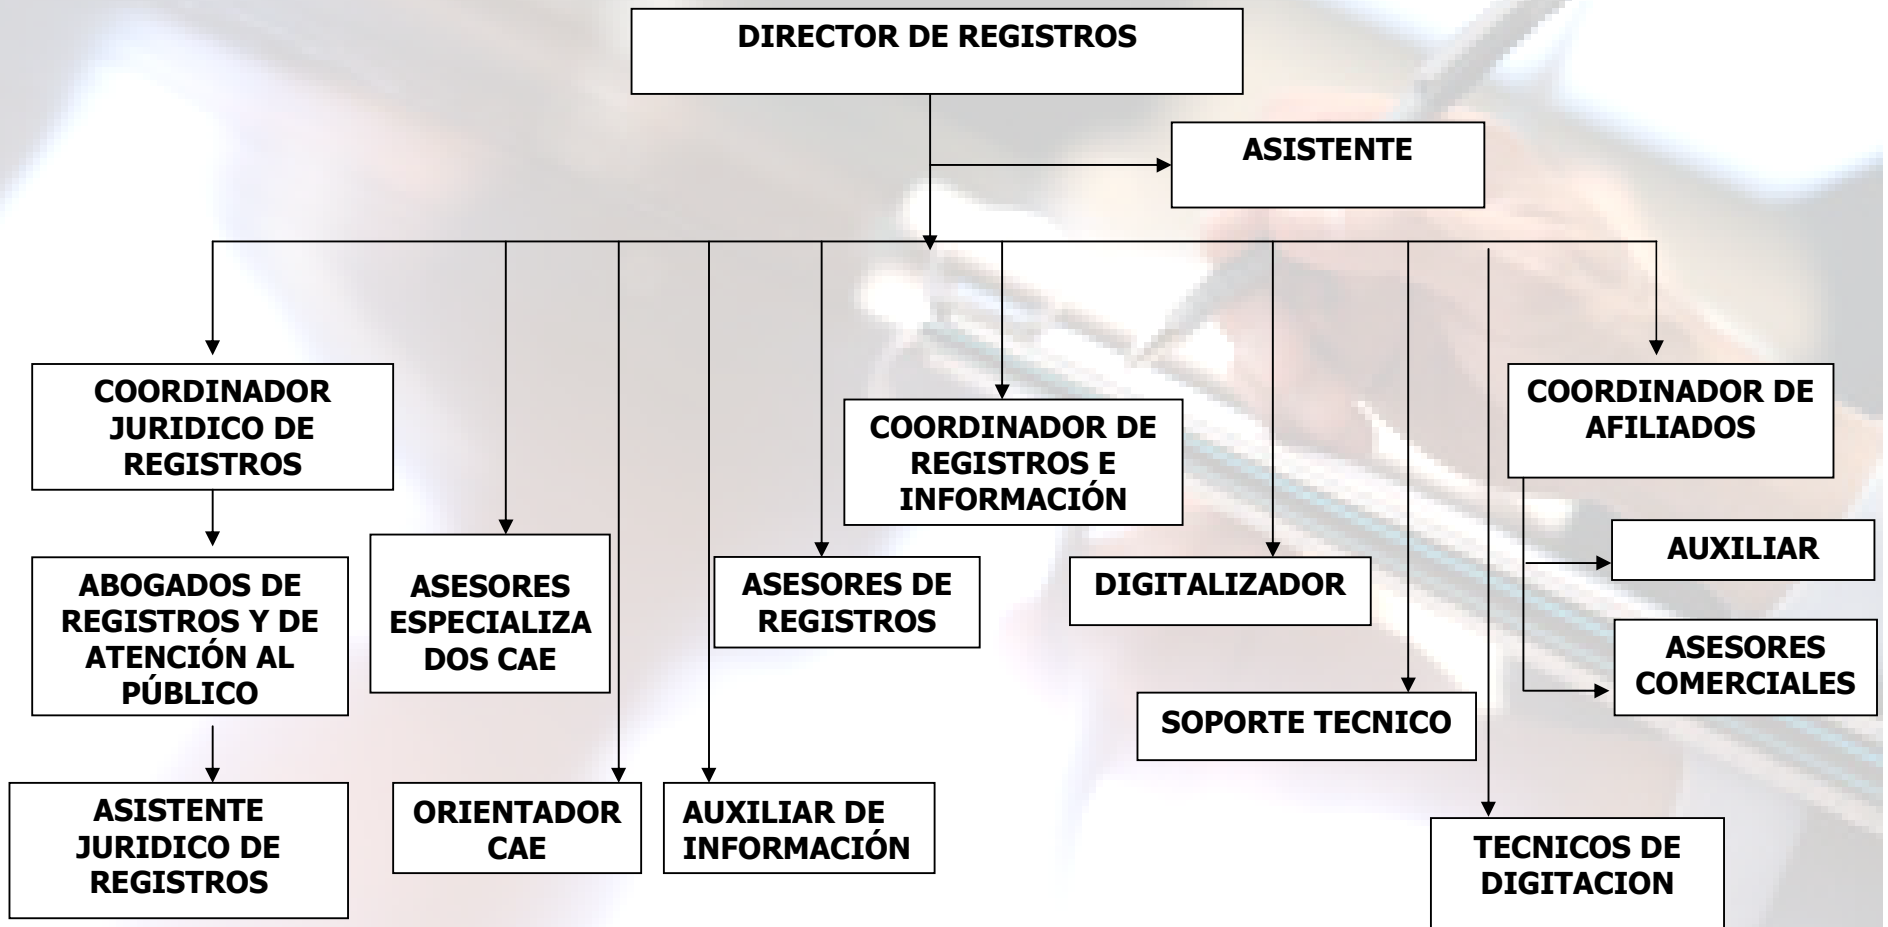 DIRECTOR DE REGISTROS
ASISTENTE
COORDINADOR
JURIDICO DE
REGISTROS
COORDINADOR DE
REGISTROS E
INFORMACIÓN
COORDINADOR DE
AFILIADOS
ABOGADOS DE
REGISTROS Y DE
ATENCIÓN AL
PÚBLICO
ASESORES
ESPECIALIZA
DOS CAE
ASESORES DE
REGISTROS
DIGITALIZADOR
AUXILIAR
ASESORES
COMERCIALES
SOPORTE TECNICO
ASISTENTE
JURIDICO DE
REGISTROS
ORIENTADOR
CAE
AUXILIAR DE
INFORMACIÓN
TECNICOS DE
DIGITACION